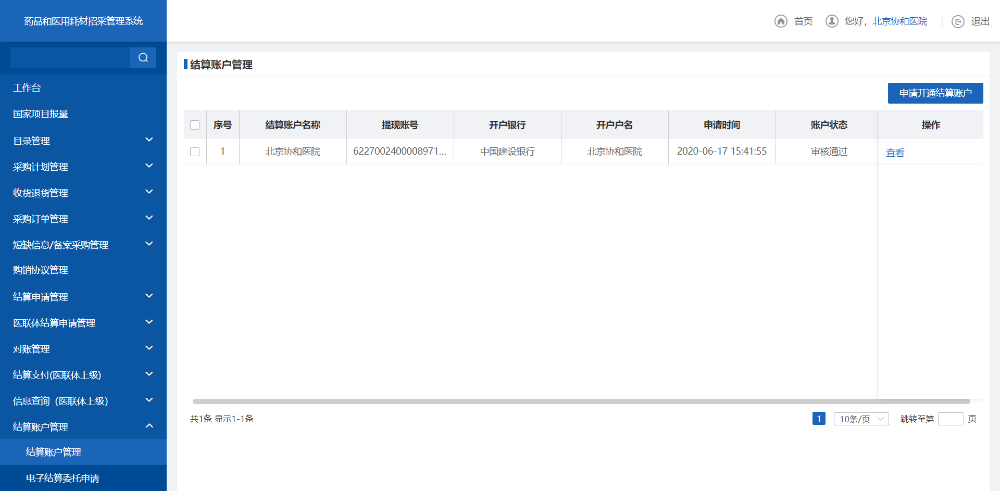 药品和医用耗材招采管理系统
首页
您好，北京协和医院
退出
工作台
国家项目报量
目录管理
采购计划管理
收货退货管理
采购订单管理
短缺信息/备案采购管理
购销协议管理
结算申请管理
医联体结算申请管理
对账管理
结算支付(医联体上级)
信息查询（医联体上级）
结算账户管理
结算账户管理
电子结算委托申请
结算账户管理
申请开通结算账户
序号 结算账户名称 提现账号 开户银行 开户户名 申请时间 账户状态 操作
1 北京协和医院 6227002400008971... 中国建设银行 北京协和医院 2020-06-17 15:41:55 审核通过 查看
共1条 显示1-1条
1 10条/页 跳转至第 页